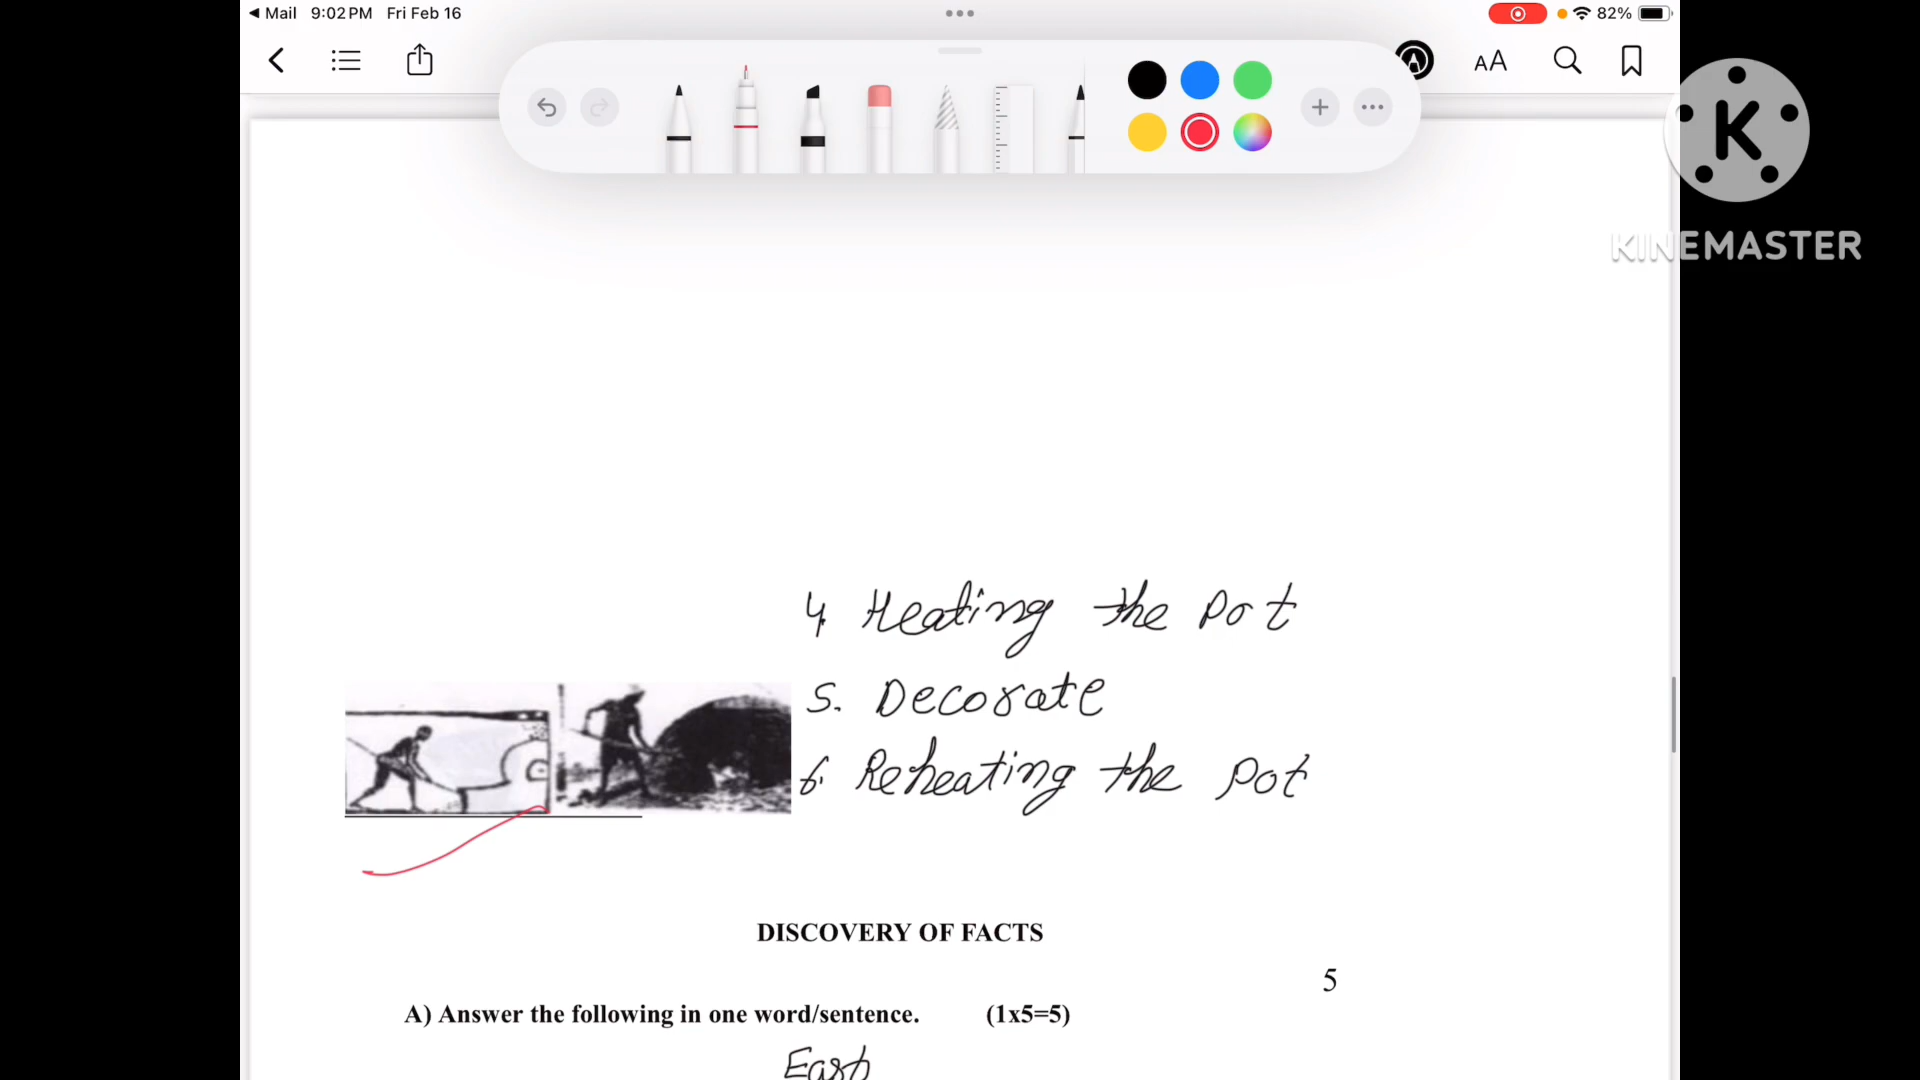 Mail 9:02 PM Fri Feb 16 82%
AA
K
KINEMASTER
4. Heating the pot
5. Decorate
6. Reheating the pot
DISCOVERY OF FACTS
5
A) Answer the following in one word/sentence. (1x5=5)